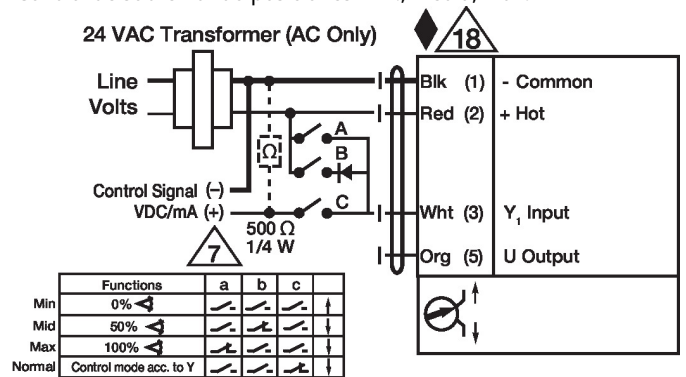 24 VAC Transformer (AC Only)
18
Line
Volts
Blk (1) - Common
Red (2) + Hot
A
B
C
Ω
Control Signal (-)
VDC/mA (+)
500 Ω
1/4 W
7
Wht (3) Y1 Input
Org (5) U Output
Functions a b c
Min 0%
Mid 50%
Max 100%
Normal Control mode acc. to Y